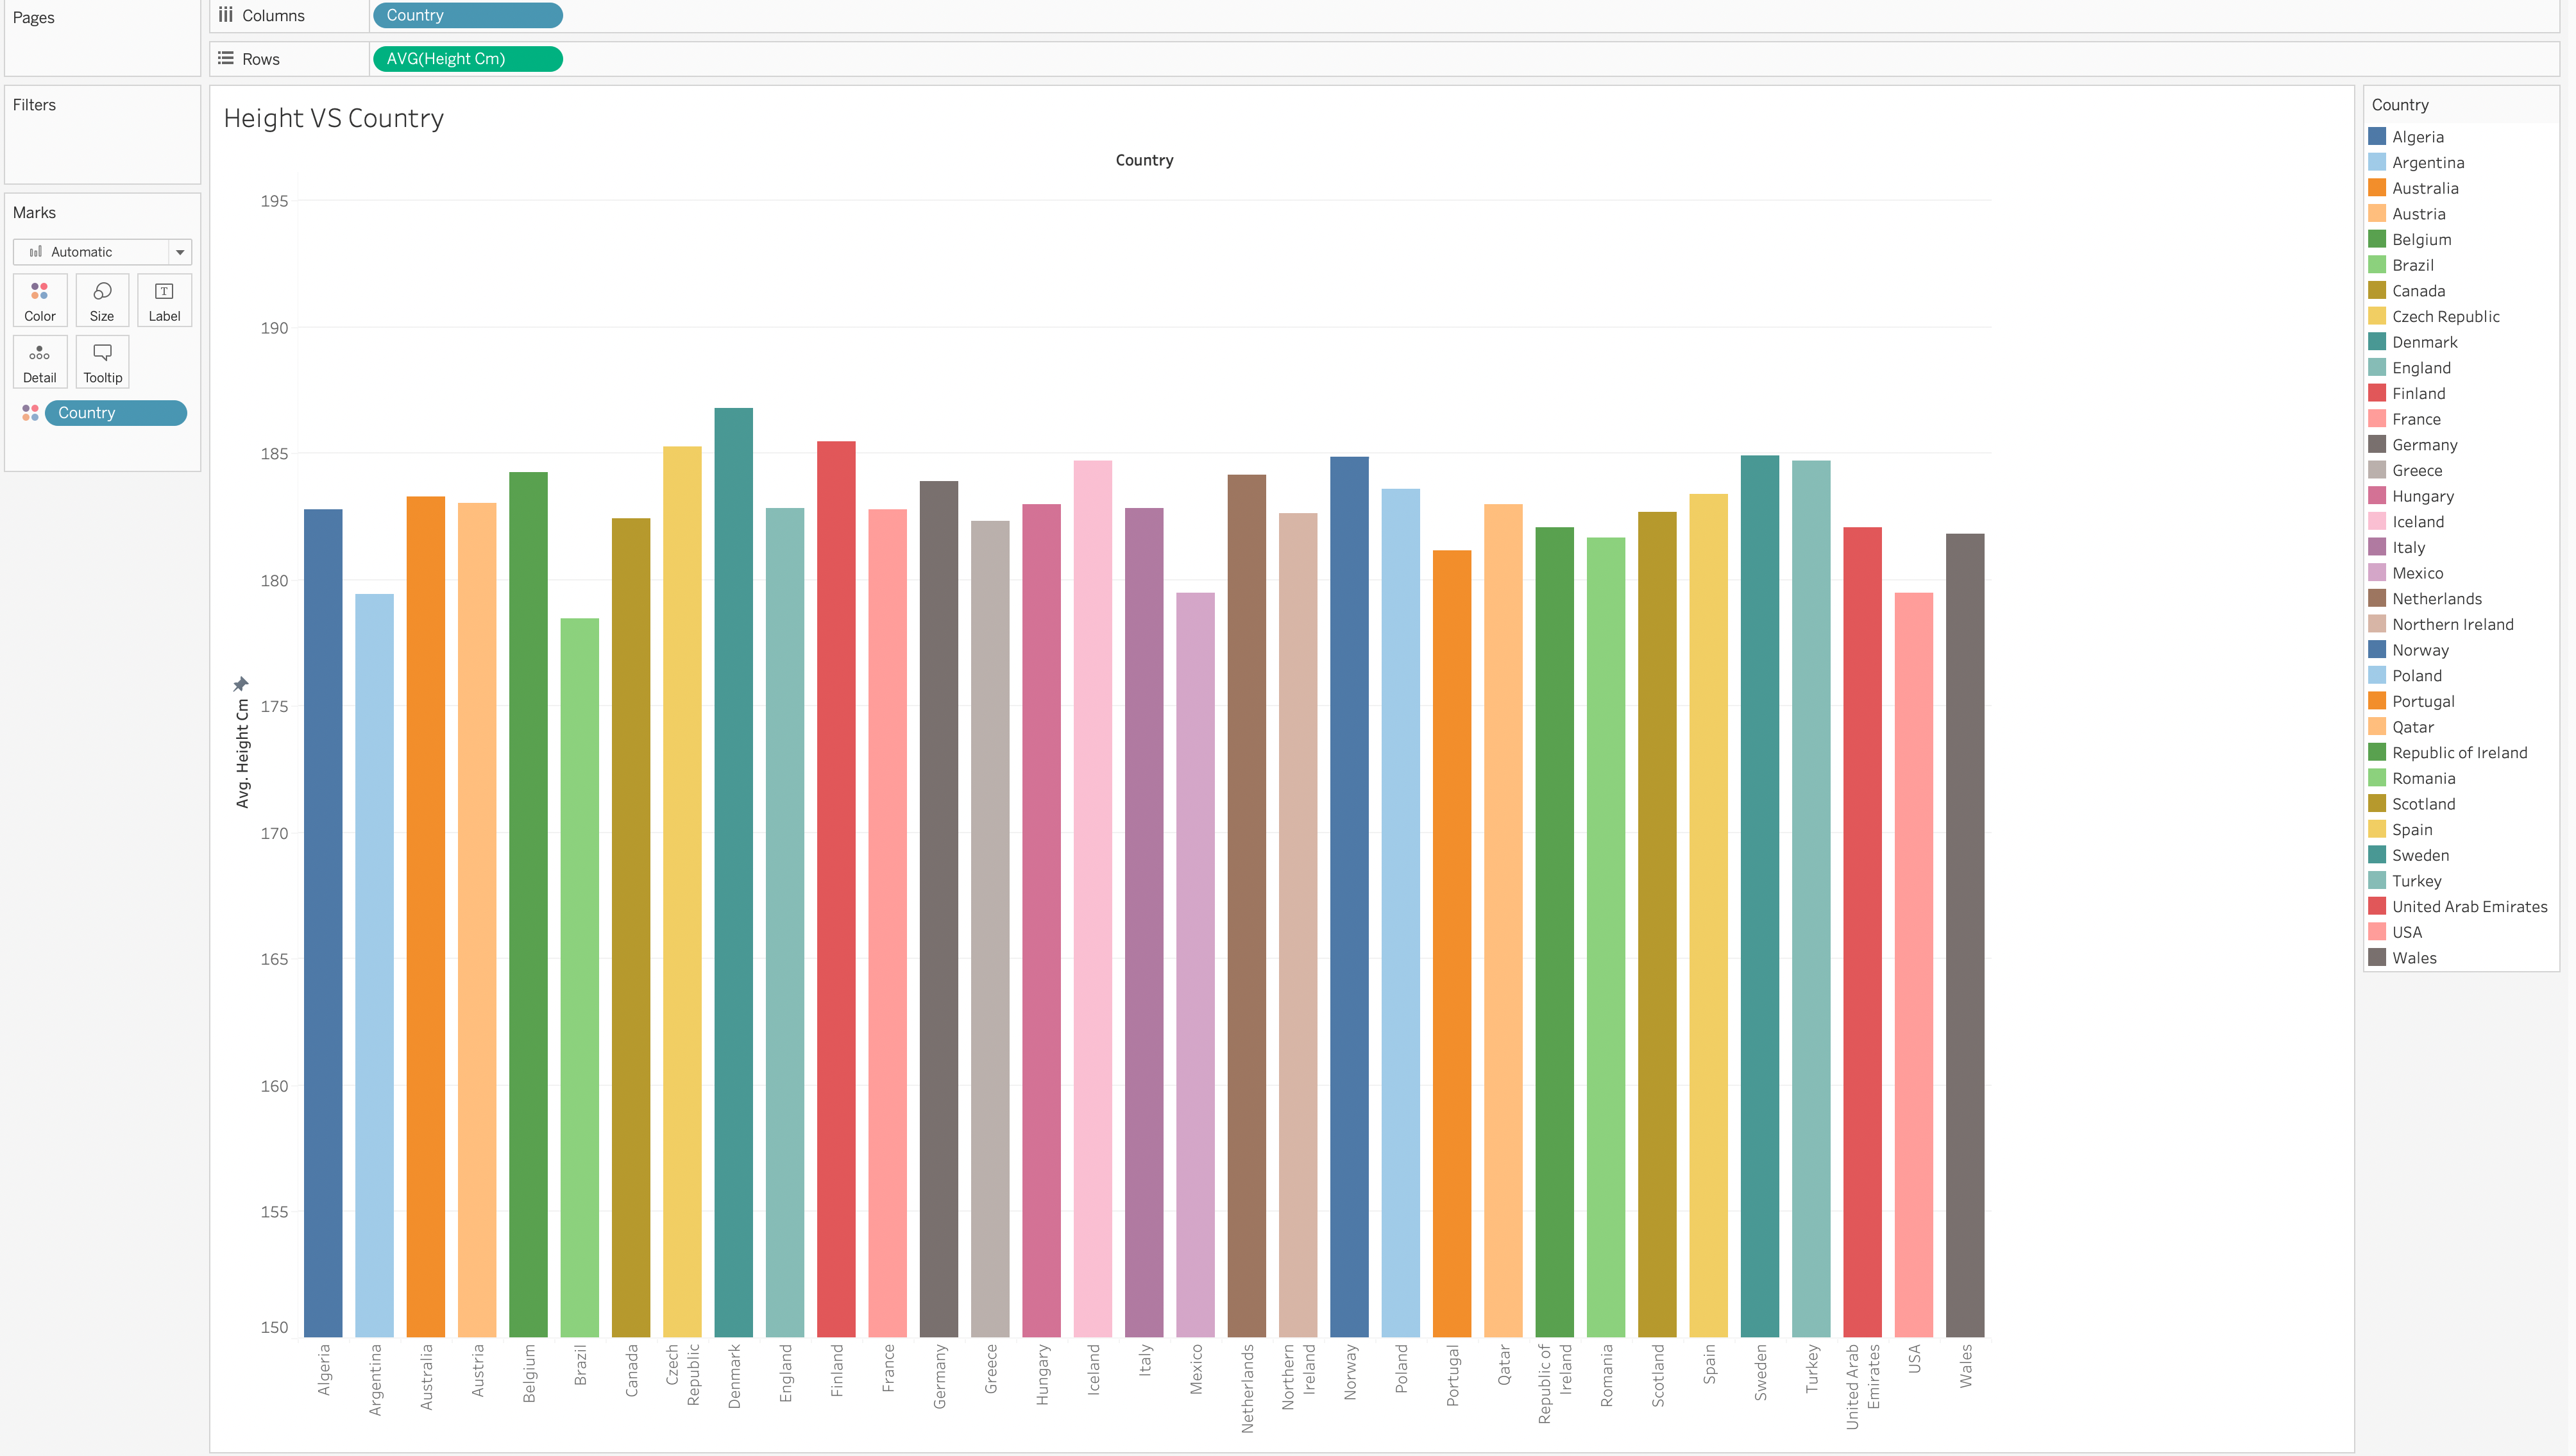 Pages
Columns
Country
Rows
AVG(Height Cm)
Filters
Marks
Automatic
Color
Size
Label
Detail
Tooltip
Country
Height VS Country
Country
195
190
185
180
175
170
165
160
155
150
Avg. Height Cm
Algeria
Argentina
Australia
Austria
Belgium
Brazil
Canada
Czech
Republic
Denmark
England
Finland
France
Germany
Greece
Hungary
Iceland
Italy
Mexico
Netherlands
Northern
Ireland
Norway
Poland
Portugal
Qatar
Republic of
Ireland
Romania
Scotland
Spain
Sweden
Turkey
United Arab
Emirates
USA
Wales
Country
Algeria
Argentina
Australia
Austria
Belgium
Brazil
Canada
Czech Republic
Denmark
England
Finland
France
Germany
Greece
Hungary
Iceland
Italy
Mexico
Netherlands
Northern Ireland
Norway
Poland
Portugal
Qatar
Republic of Ireland
Romania
Scotland
Spain
Sweden
Turkey
United Arab Emirates
USA
Wales